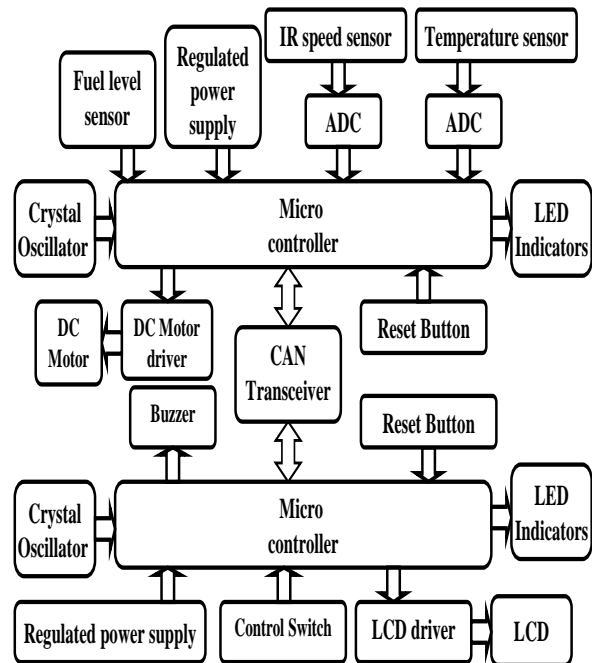 IR speed sensor
Temperature sensor
Fuel level
sensor
Regulated
power
supply
ADC
ADC
Crystal
Oscillator
Micro
controller
LED
Indicators
DC
Motor
DC Motor
driver
CAN
Transceiver
Reset Button
Buzzer
Reset Button
Crystal
Oscillator
Micro
controller
LED
Indicators
Regulated power supply
Control Switch
LCD driver
LCD